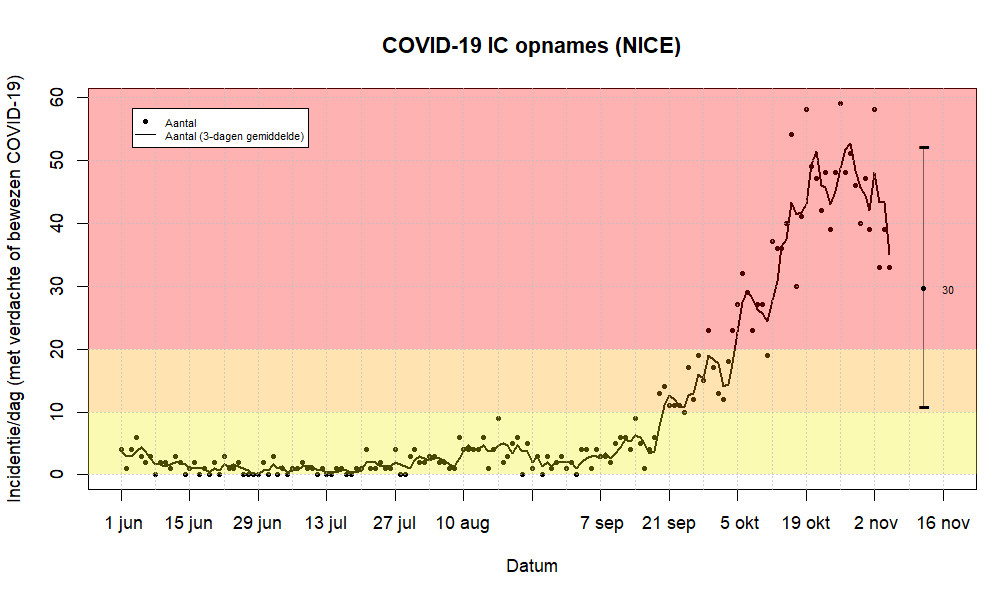 COVID-19 IC opnames (NICE)
Incidentie/dag (met verdachte of bewezen COVID-19)
60
50
40
30
20
10
0
Aantal
Aantal (3-dagen gemiddelde)
30
1 jun 15 jun 29 jun 13 jul 27 jul 10 aug 7 sep 21 sep 5 okt 19 okt 2 nov 16 nov
Datum